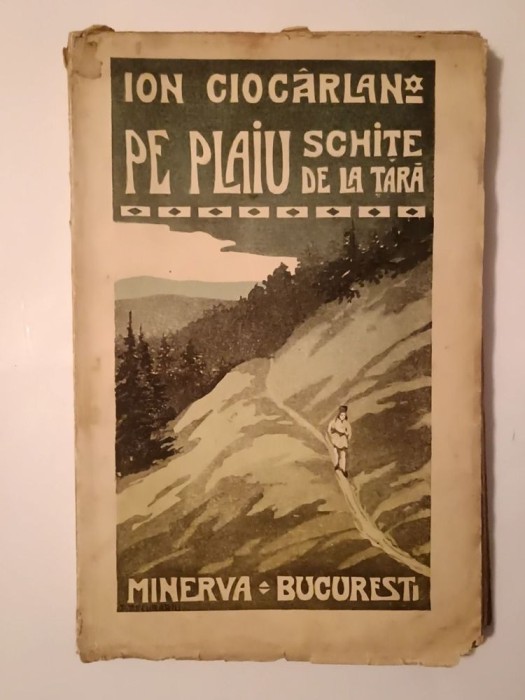 ION CIOCÂRLAN
PE PLAIU SCHIȚE
DE LA ȚARĂ
MINERVA BUCUREȘTI